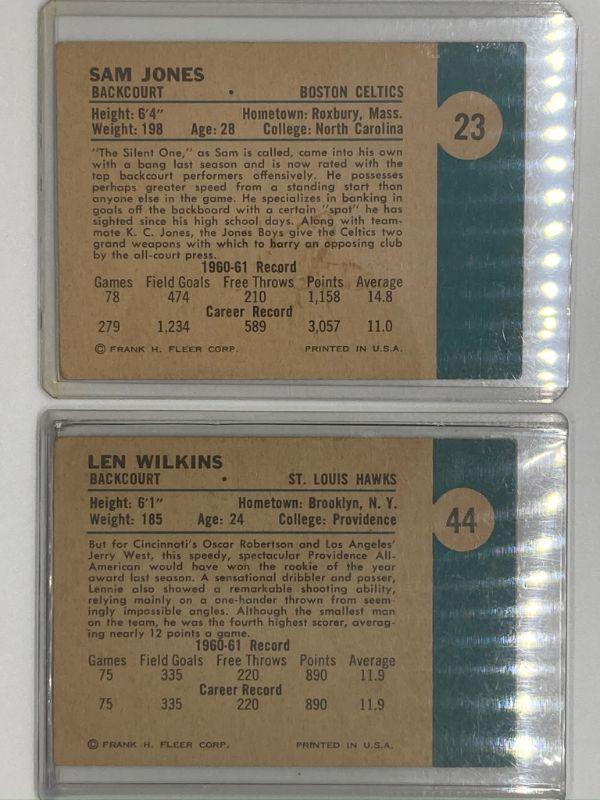 SAM JONES
BACKCOURT • BOSTON CELTICS
Height: 6'4" Hometown: Roxbury, Mass.
Weight: 198 Age: 28 College: North Carolina
23
"The Silent One," as Sam is called, came into his own
with a bang last season and is now rated with the
top backcourt performers offensively. He possesses
perhaps greater speed from a standing start than
anyone else in the game. He specializes in banking in
goals off the backboard with a certain "spot" he has
sighted since his high school days. Along with team-
mate K. C. Jones, the Jones Boys give the Celtics two
grand weapons with which to harry an opposing club
by the all-court press.
1960-61 Record
Games Field Goals Free Throws Points Average
78 474 210 1,158 14.8
Career Record
279 1,234 589 3,057 11.0
© FRANK H. FLEER CORP. PRINTED IN U.S.A.
LEN WILKINS
BACKCOURT • ST. LOUIS HAWKS
Height: 6'1" Hometown: Brooklyn, N. Y.
Weight: 185 Age: 24 College: Providence
44
But for Cincinnati's Oscar Robertson and Los Angeles'
Jerry West, this speedy, spectacular Providence All-
American would have won the rookie of the year
award last season. A sensational dribbler and passer,
Lennie also showed a remarkable shooting ability,
relying mainly on a one-hander thrown from seem-
ingly impossible angles. Although the smallest man
on the team, he was the fourth highest scorer, averag-
ing nearly 12 points a game.
1960-61 Record
Games Field Goals Free Throws Points Average
75 335 220 890 11.9
Career Record
75 335 220 890 11.9
© FRANK H. FLEER CORP. PRINTED IN U.S.A.